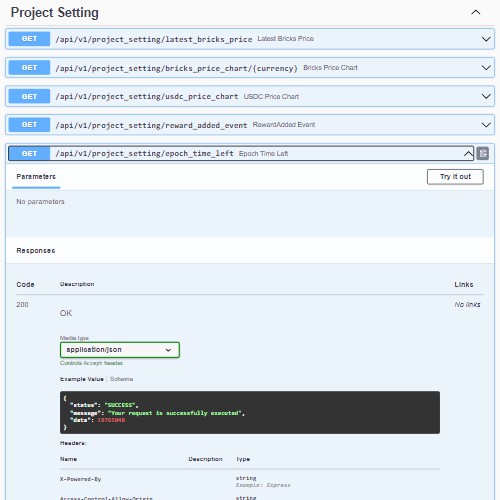 Project Setting
GET /api/v1/project_setting/latest_bricks_price Latest Bricks Price
GET /api/v1/project_setting/bricks_price_chart/{currency} Bricks Price Chart
GET /api/v1/project_setting/usdc_price_chart USDC Price Chart
GET /api/v1/project_setting/reward_added_event RewardAdded Event
GET /api/v1/project_setting/epoch_time_left Epoch Time Left
Parameters Try it out
No parameters
Responses
Code Description Links
200 No links
OK
Media type
application/json
Controls Accept header.
Example Value Schema
{
"status": "SUCCESS",
"message": "Your request is successfully executed",
"data":
}
Headers:
Name Description Type
X-Powered-By string
Example: Express
Access-Control-Allow-Origin string